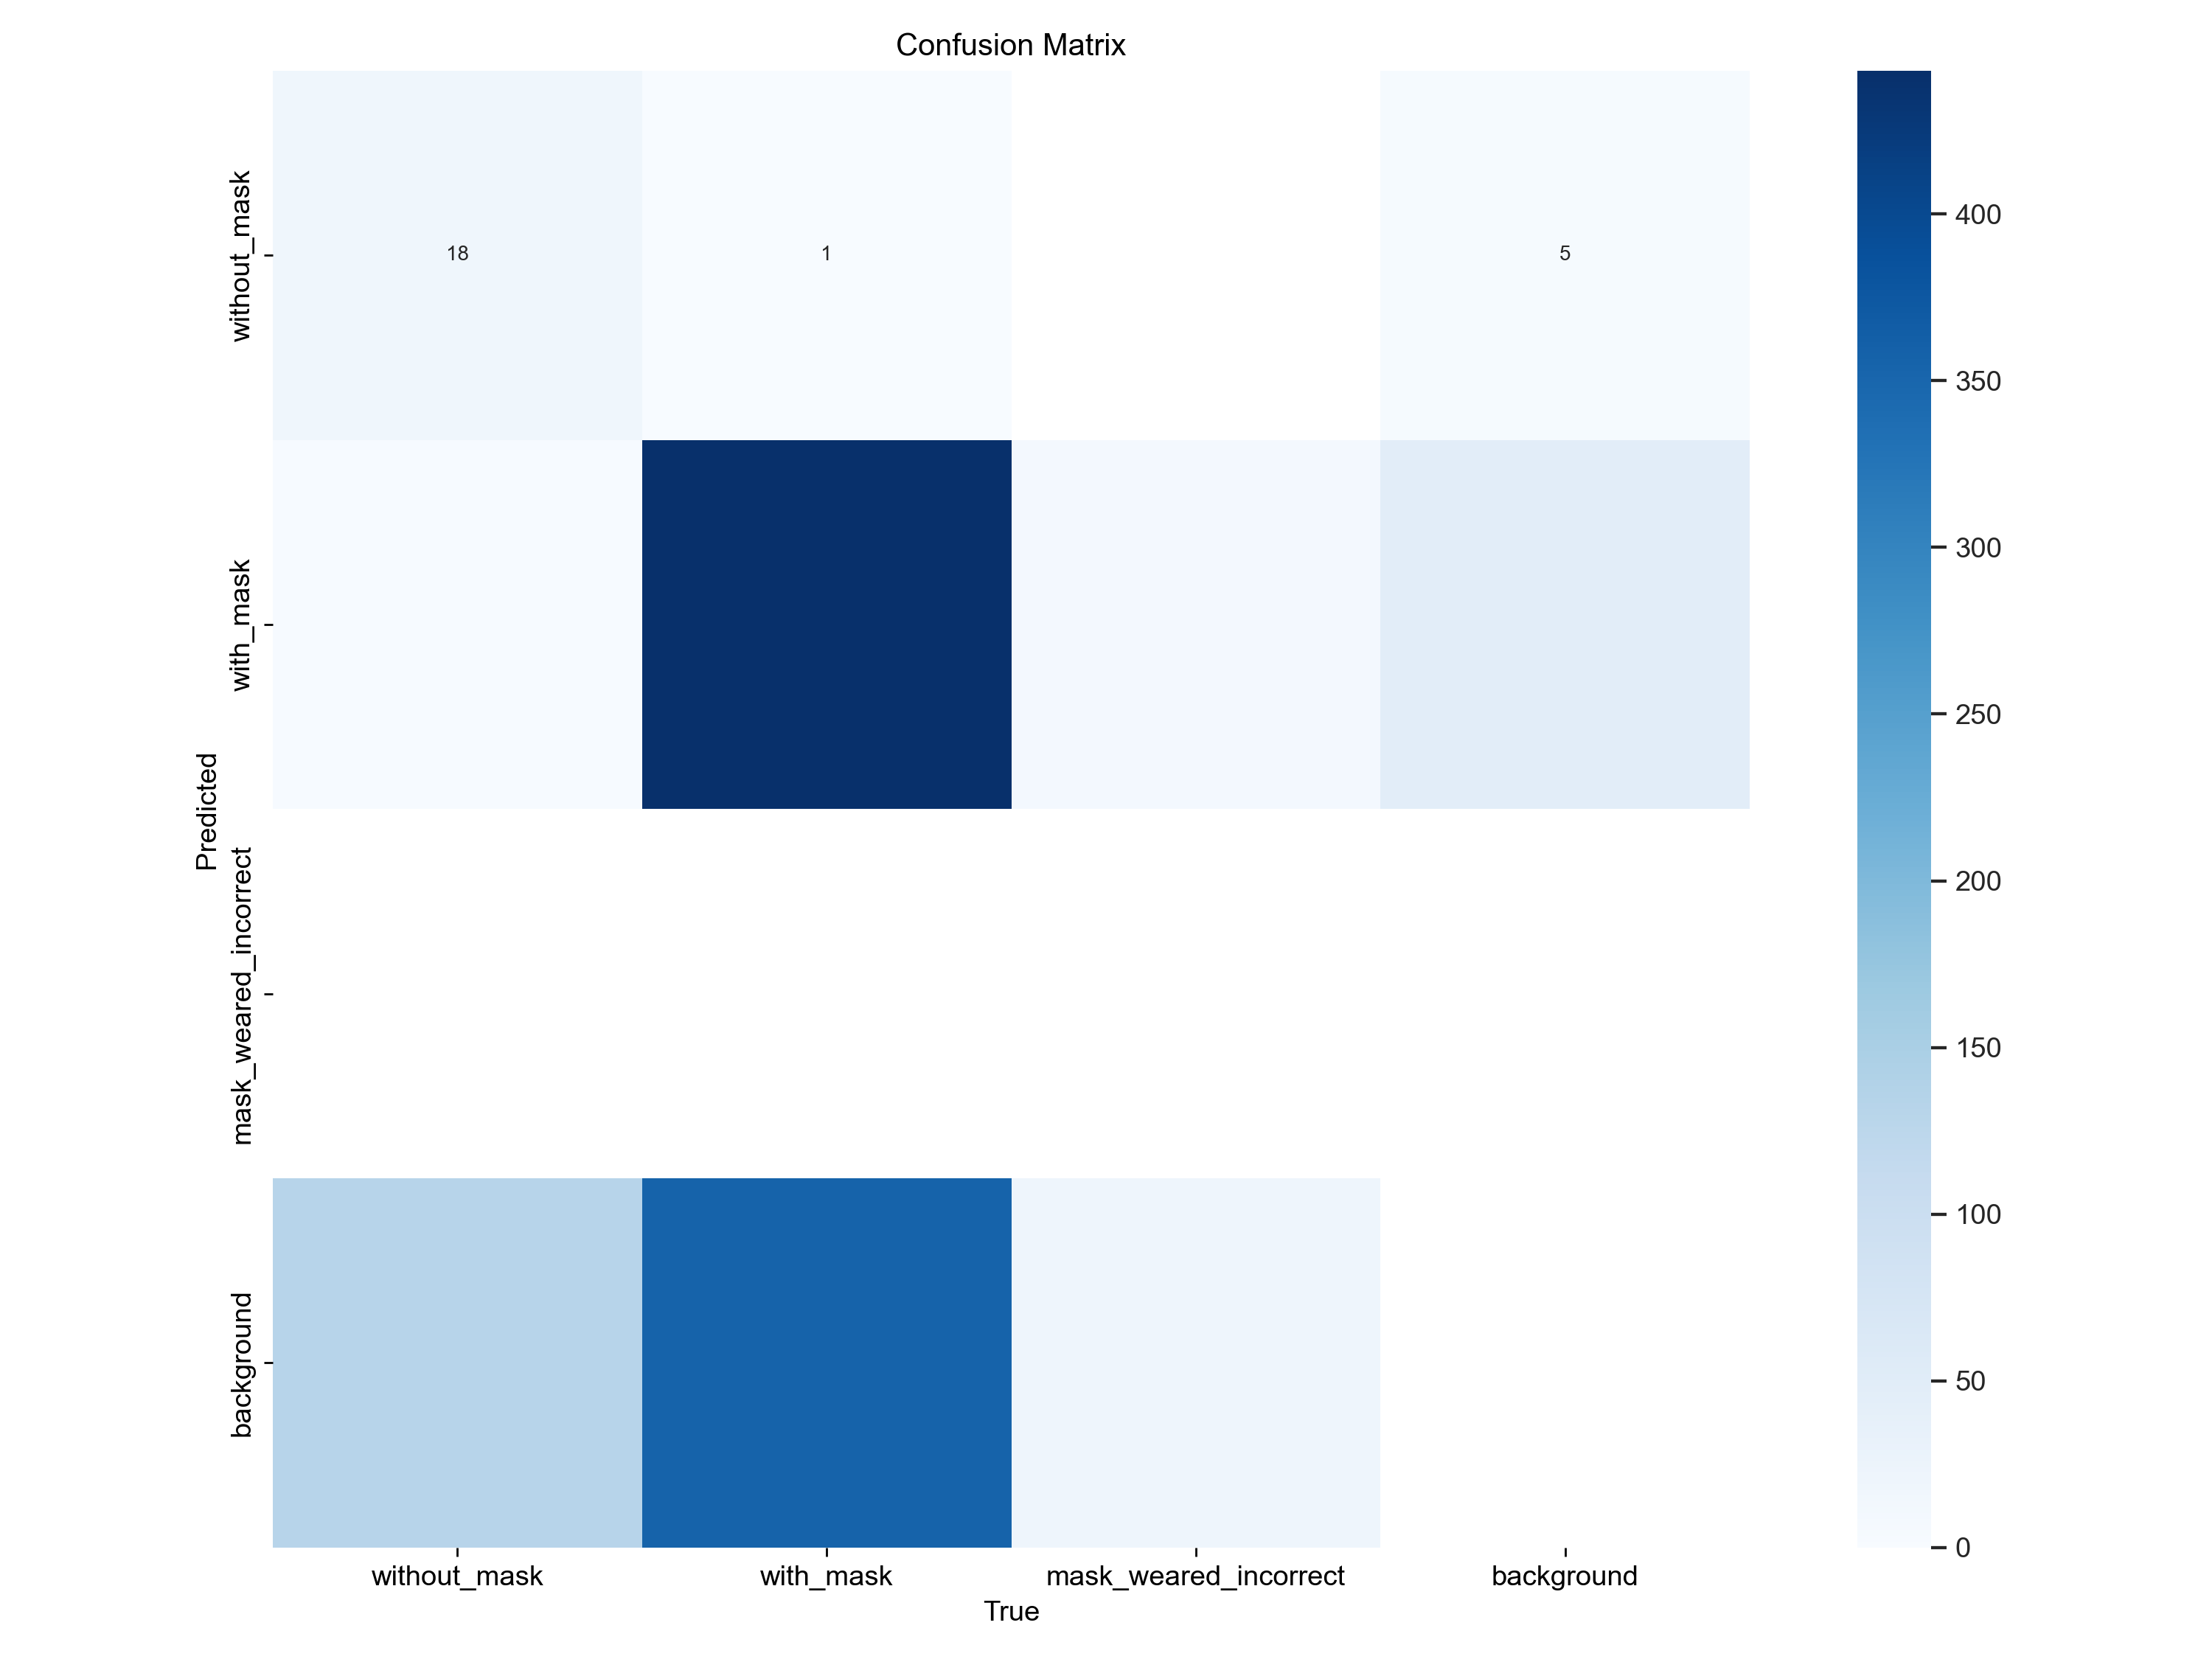 Confusion Matrix
without_mask
18
1
5
with_mask
mask_weared_incorrect
background
Predicted
without_mask
with_mask
mask_weared_incorrect
background
True
400
350
300
250
200
150
100
50
0